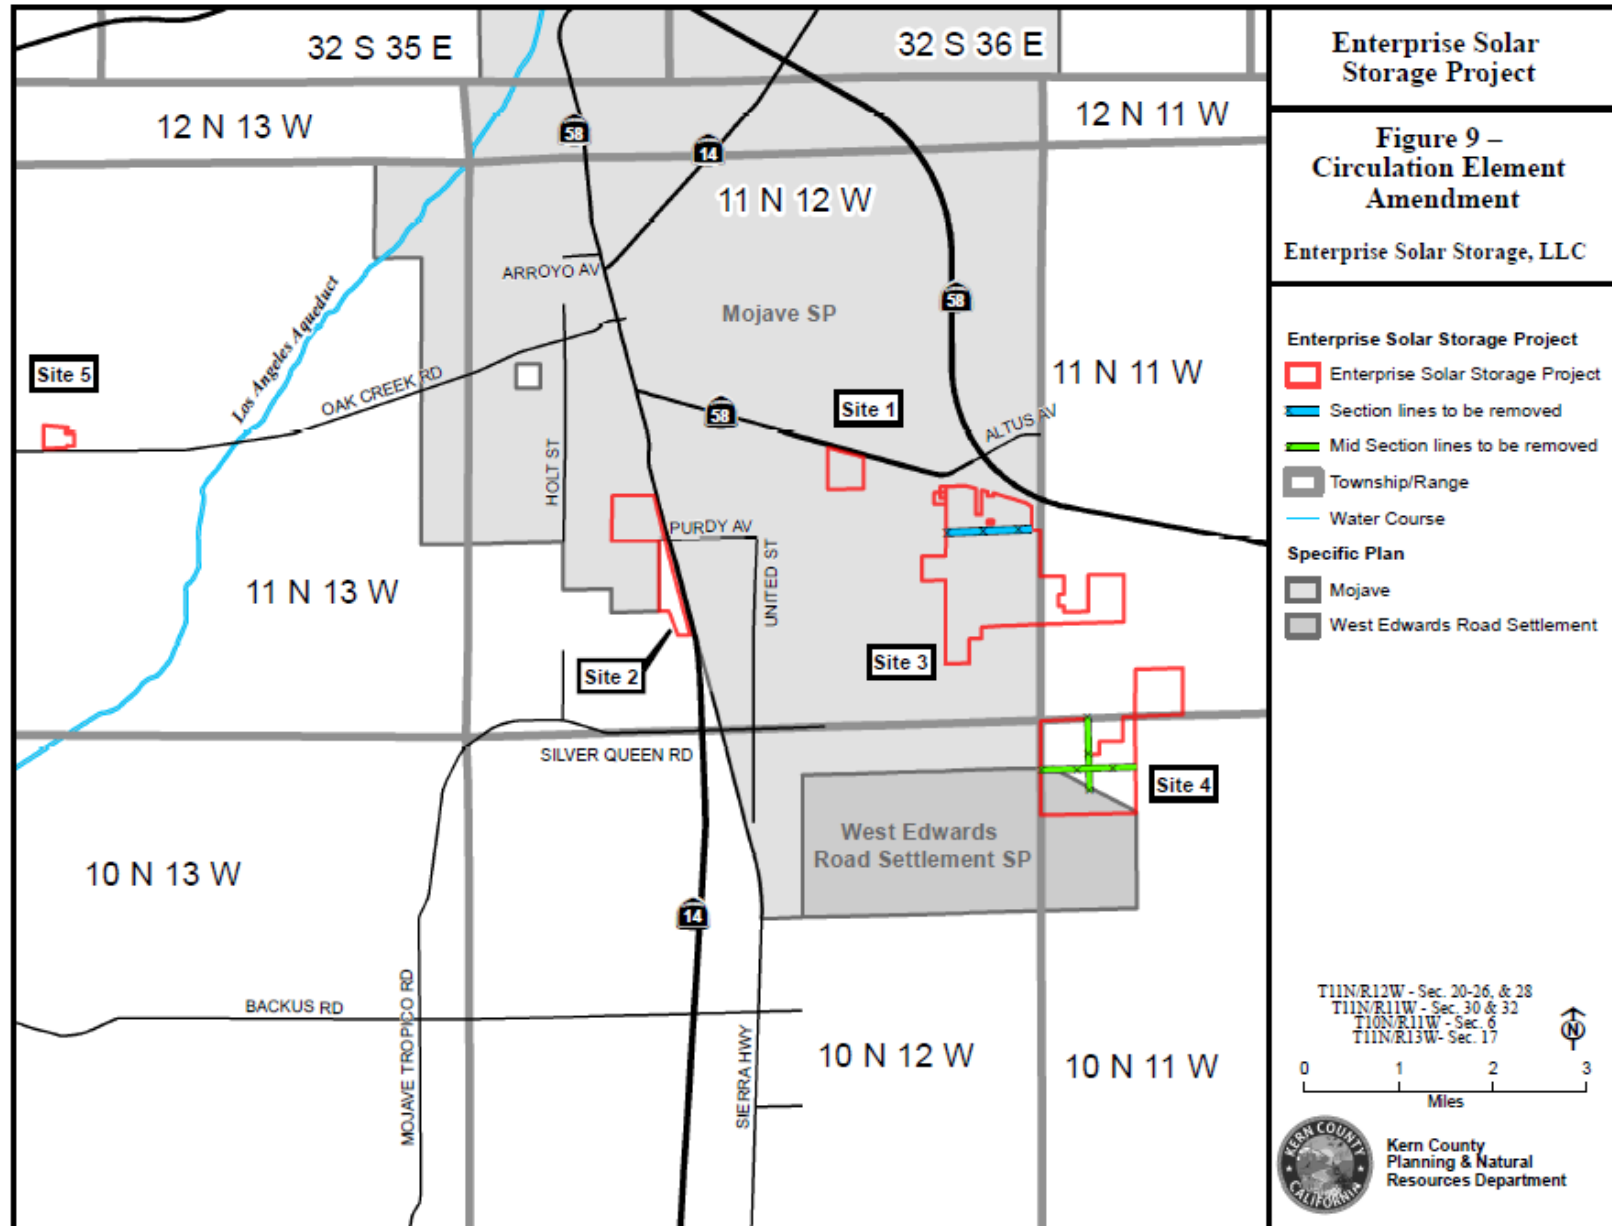 32 S 35 E
32 S 36 E
12 N 13 W
58
14
12 N 11 W
11 N 12 W
ARROYO AV
Los Angeles Aqueduct
Mojave SP
58
Site 5
OAK CREEK RD
58
Site 1
11 N 11 W
ALTUS AV
HOLT ST
PURDY AV
UNITED ST
11 N 13 W
Site 2
Site 3
SILVER QUEEN RD
Site 4
West Edwards
Road Settlement SP
10 N 13 W
14
MOJAVE TROPICO RD
BACKUS RD
SIERRA HWY
10 N 12 W
10 N 11 W
Enterprise Solar
Storage Project
Figure 9 –
Circulation Element
Amendment
Enterprise Solar Storage, LLC
Enterprise Solar Storage Project
Enterprise Solar Storage Project
Section lines to be removed
Mid Section lines to be removed
Township/Range
Water Course
Specific Plan
Mojave
West Edwards Road Settlement
T11N/R12W - Sec. 20-26, & 28
T11N/R11W - Sec. 30 & 32
T10N/R11W - Sec. 6
T11N/R13W- Sec. 17
N
0 1 2 3
Miles
KERN COUNTY
CALIFORNIA
Kern County
Planning & Natural
Resources Department